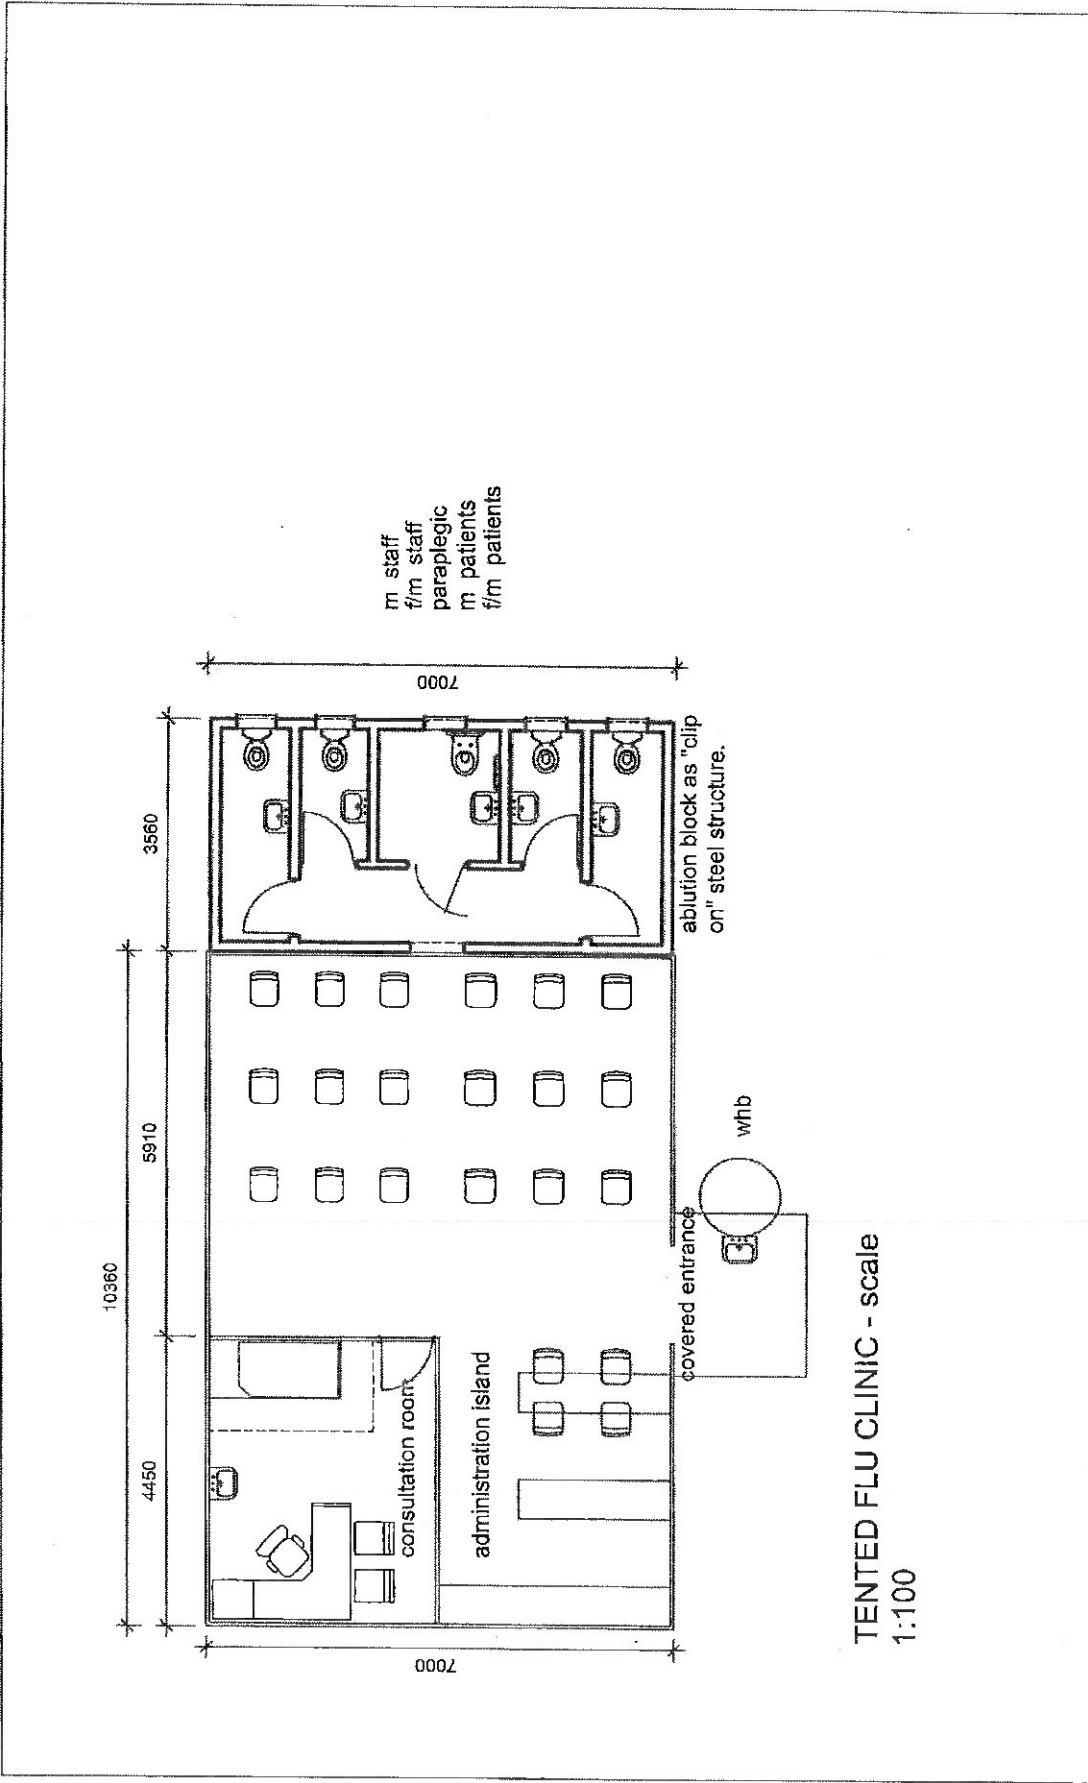 10360
4450
5910
3560
7000
7000
consultation room
administration island
covered entrance
whb
ablution block as "clip
on" steel structure.
m staff
f/m staff
paraplegic
m patients
f/m patients
TENTED FLU CLINIC - scale
1:100